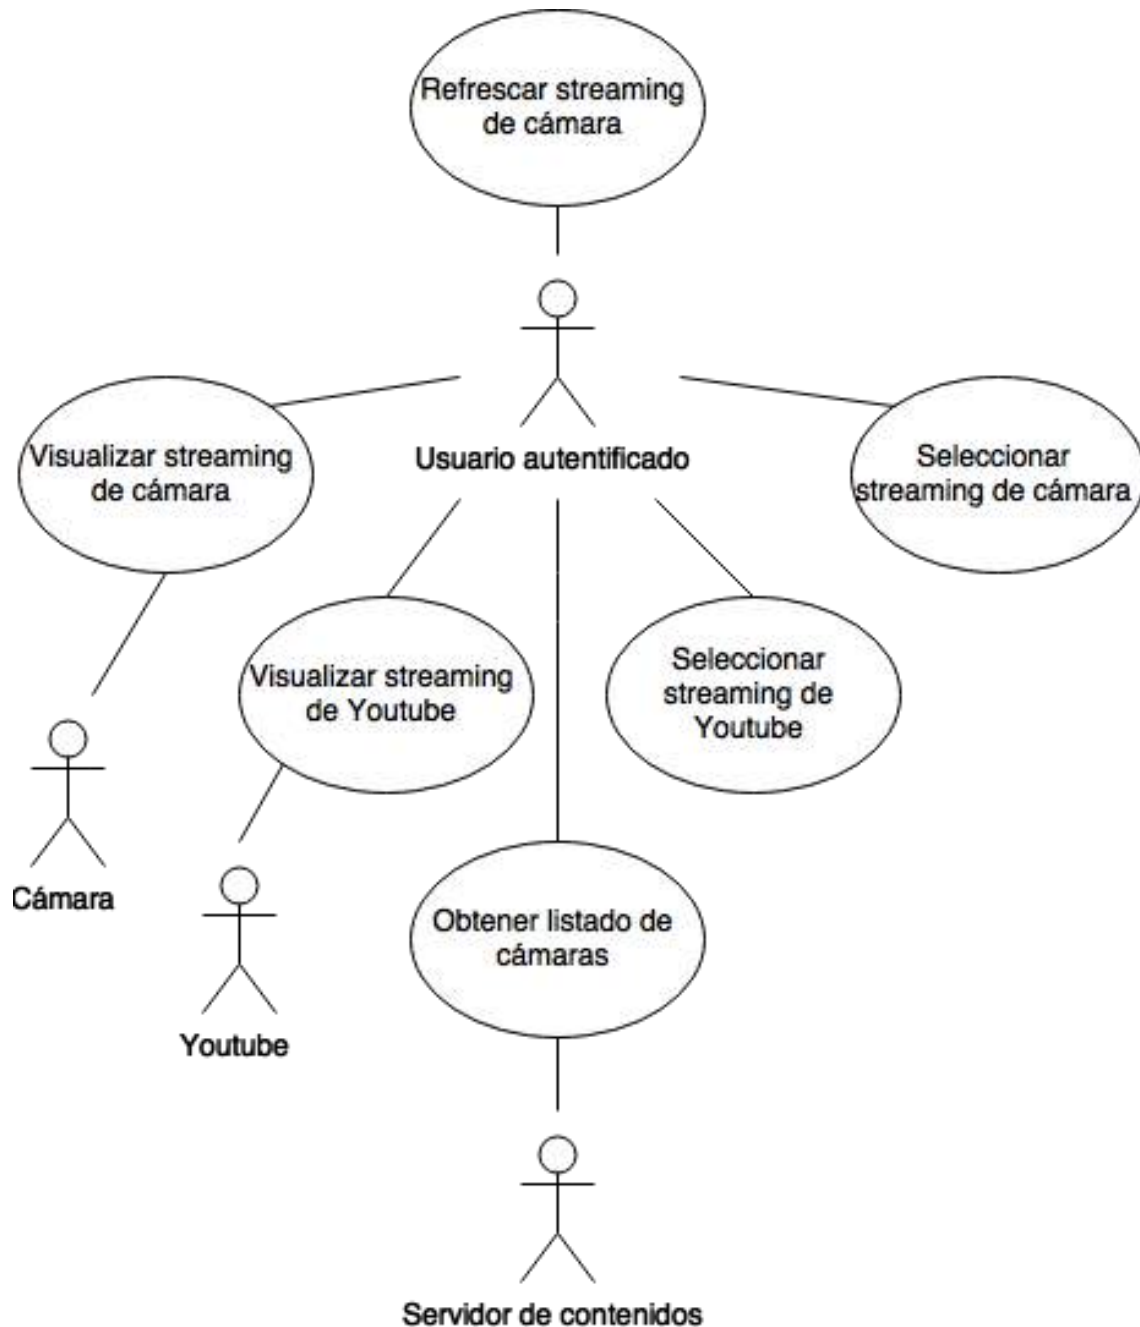 Refrescar streaming
de cámara
Usuario autentificado
Visualizar streaming
de cámara
Seleccionar
streaming de cámara
Visualizar streaming
de Youtube
Seleccionar
streaming de
Youtube
Cámara
Youtube
Obtener listado de
cámaras
Servidor de contenidos